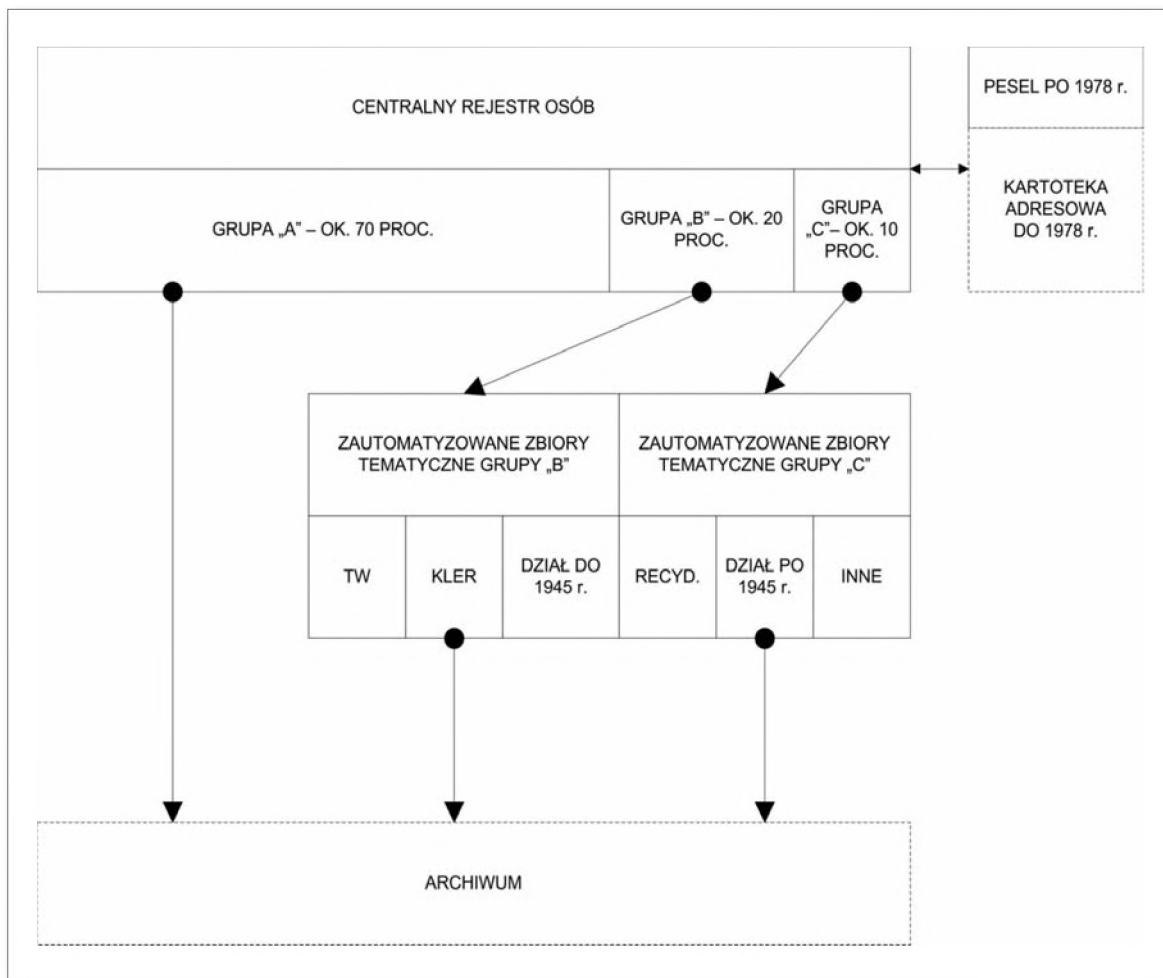 CENTRALNY REJESTR OSÓB
PESEL PO 1978 r.
KARTOTEKA
ADRESOWA
DO 1978 r.
GRUPA „A” – OK. 70 PROC.
GRUPA „B” – OK. 20
PROC.
GRUPA
„C”– OK. 10
PROC.
ZAUTOMATYZOWANE ZBIORY
TEMATYCZNE GRUPY „B”
ZAUTOMATYZOWANE ZBIORY
TEMATYCZNE GRUPY „C”
TW
KLER
DZIAŁ DO
1945 r.
RECYD.
DZIAŁ PO
1945 r.
INNE
ARCHIWUM